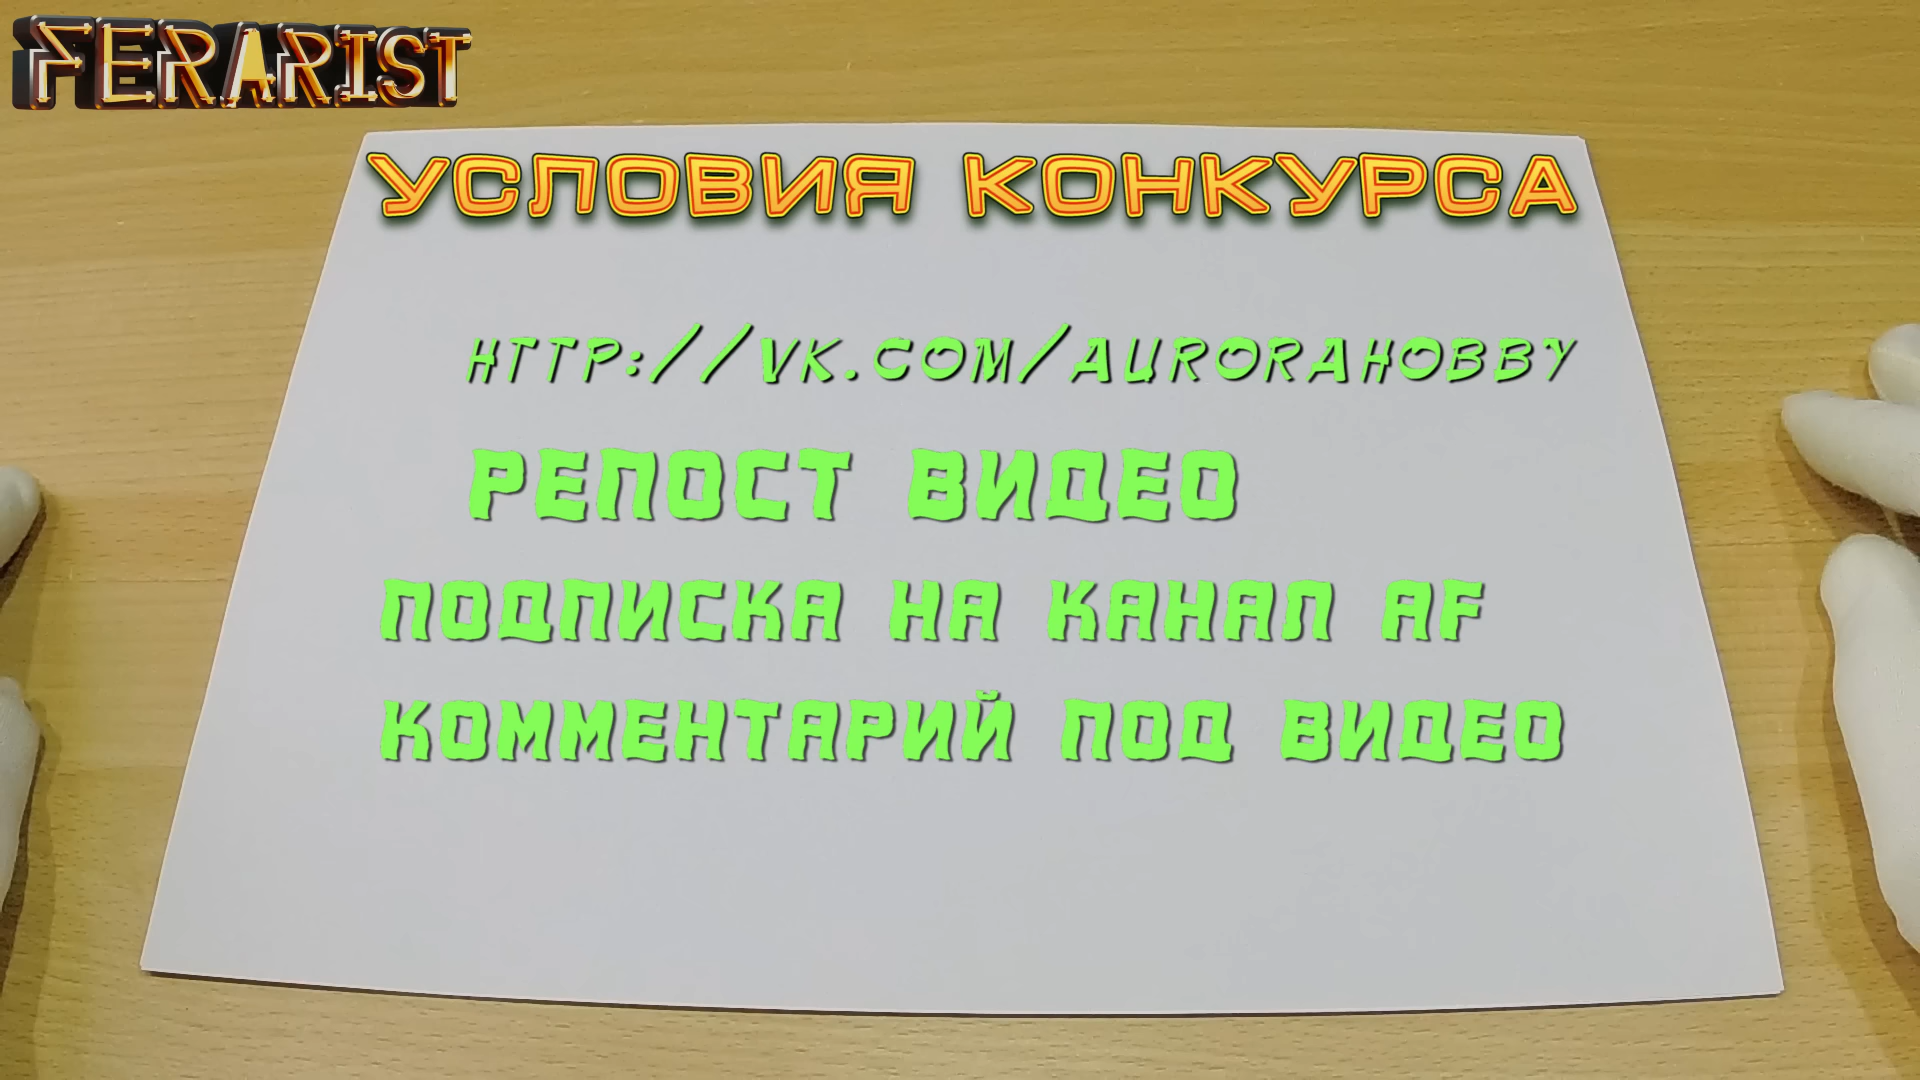 FERARIST
УСЛОВИЯ КОНКУРСА
HTTP://VK.COM/AURORAHOBBY
РЕПОСТ ВИДЕО
ПОДПИСКА НА КАНАЛ AF
КОММЕНТАРИЙ ПОД ВИДЕО